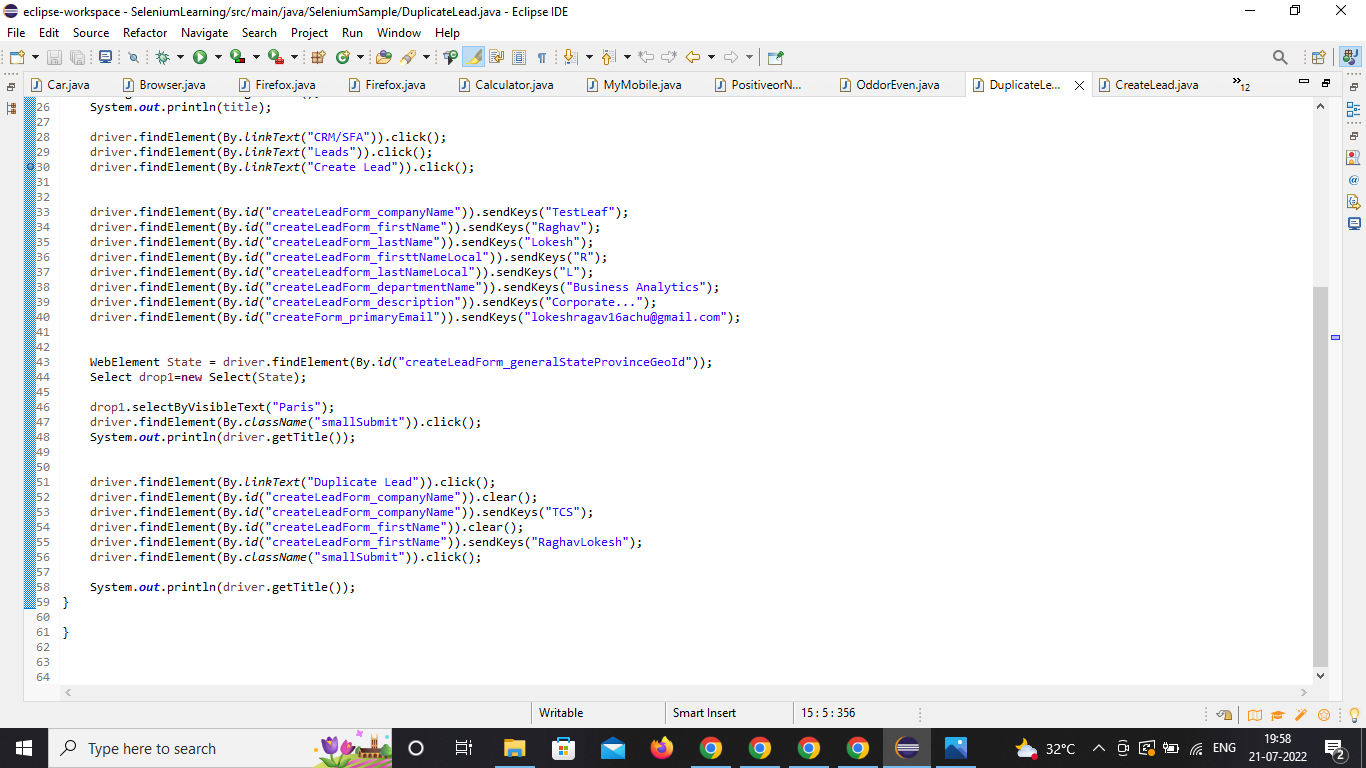 eclipse-workspace - SeleniumLearning/src/main/java/SeleniumSample/DuplicateLead.java - Eclipse IDE
File Edit Source Refactor Navigate Search Project Run Window Help
Car.java Browser.java Firefox.java Firefox.java Calculator.java MyMobile.java PositiveorN... OddorEven.java DuplicateLe... CreateLead.java »12
26 System.out.println(title);
27
28 driver.findElement(By.linkText("CRM/SFA")).click();
29 driver.findElement(By.linkText("Leads")).click();
30 driver.findElement(By.linkText("Create Lead")).click();
31
32
33 driver.findElement(By.id("createLeadForm_companyName")).sendKeys("TestLeaf");
34 driver.findElement(By.id("createLeadForm_firstName")).sendKeys("Raghav");
35 driver.findElement(By.id("createLeadForm_lastName")).sendKeys("Lokesh");
36 driver.findElement(By.id("createLeadForm_firsttNameLocal")).sendKeys("R");
37 driver.findElement(By.id("createLeadform_lastNameLocal")).sendKeys("L");
38 driver.findElement(By.id("createLeadForm_departmentName")).sendKeys("Business Analytics");
39 driver.findElement(By.id("createLeadForm_description")).sendKeys("Corporate...");
40 driver.findElement(By.id("createForm_primaryEmail")).sendKeys("lokeshragav16achu@gmail.com");
41
42
43 WebElement State = driver.findElement(By.id("createLeadForm_generalStateProvinceGeoId"));
44 Select drop1=new Select(State);
45
46 drop1.selectByVisibleText("Paris");
47 driver.findElement(By.className("smallSubmit")).click();
48 System.out.println(driver.getTitle());
49
50
51 driver.findElement(By.linkText("Duplicate Lead")).click();
52 driver.findElement(By.id("createLeadForm_companyName")).clear();
53 driver.findElement(By.id("createLeadForm_companyName")).sendKeys("TCS");
54 driver.findElement(By.id("createLeadForm_firstName")).clear();
55 driver.findElement(By.id("createLeadForm_firstName")).sendKeys("RaghavLokesh");
56 driver.findElement(By.className("smallSubmit")).click();
57
58 System.out.println(driver.getTitle());
59 }
60
61 }
62
63
64
Writable Smart Insert 15 : 5 : 356
Type here to search 32°C ENG 19:58
21-07-2022 2